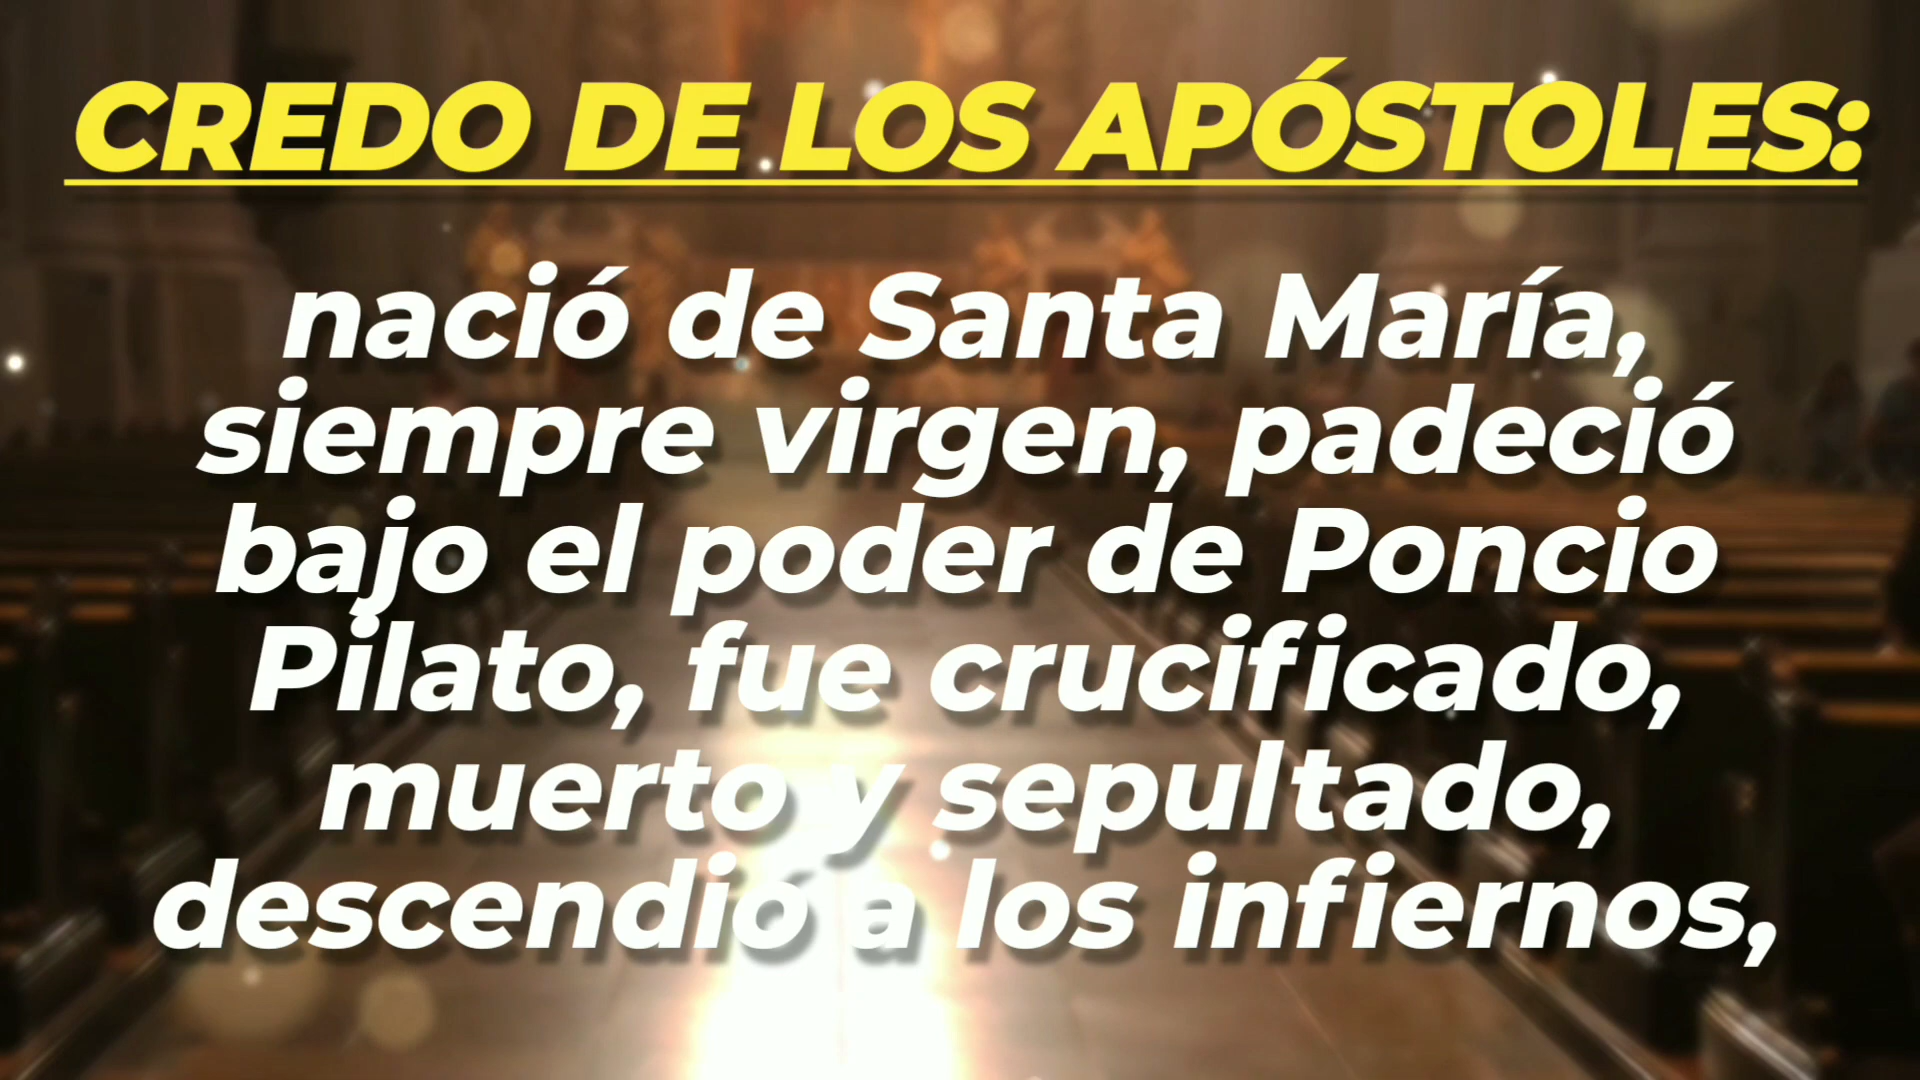 CREDO DE LOS APÓSTOLES:
nació de Santa María,
siempre virgen, padeció
bajo el poder de Poncio
Pilato, fue crucificado,
muerto y sepultado,
descendió a los infiernos,